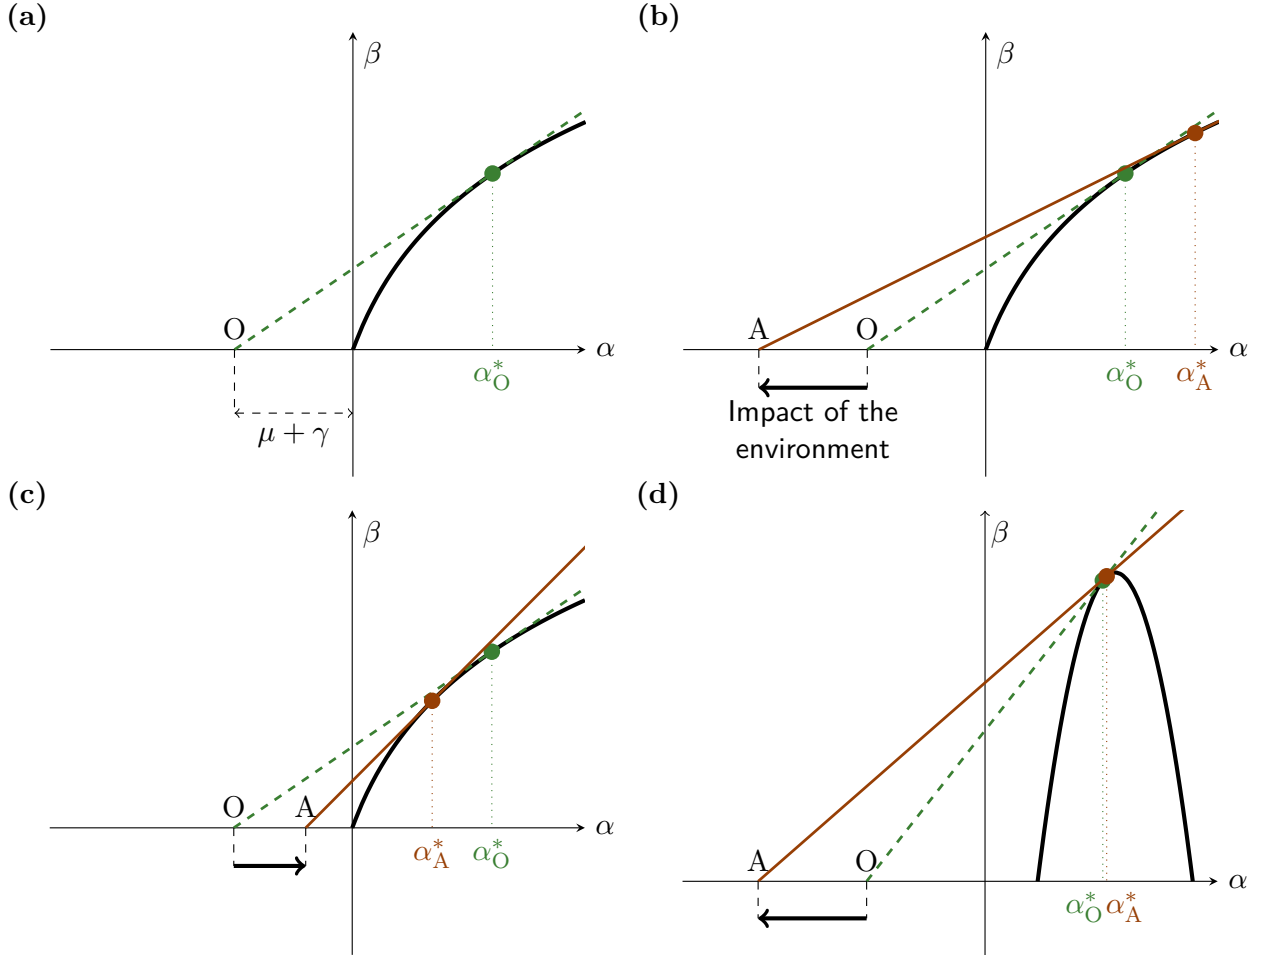 (a)
β
O
α
α*O
μ + γ
(b)
β
A
O
α
α*O
α*A
Impact of the
environment
(c)
β
O
A
α
α*A
α*O
(d)
β
A
O
α
α*O
α*A